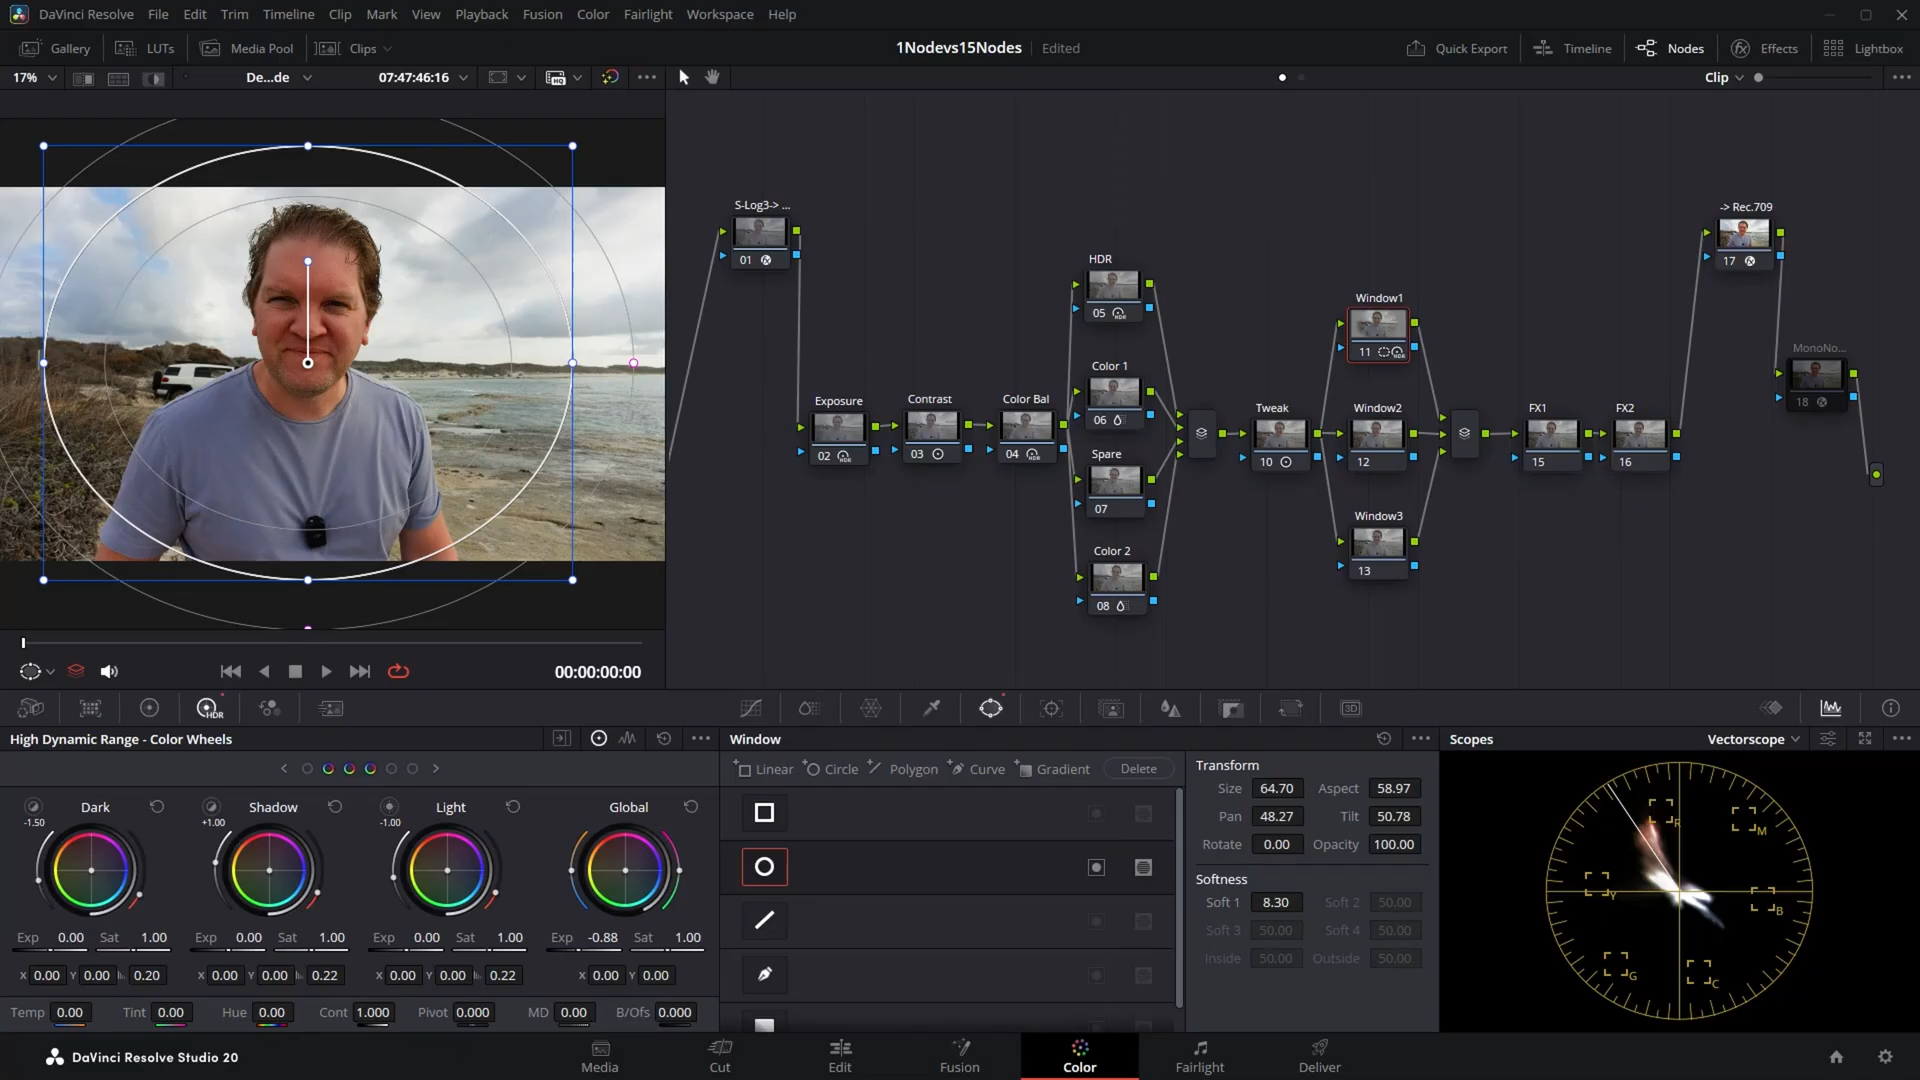 DaVinci Resolve File Edit Trim Timeline Clip Mark View Playback Fusion Color Fairlight Workspace Help
Gallery LUTs Media Pool Clips 1Nodevs15Nodes Edited Quick Export Timeline Nodes Effects Lightbox
17% De...de 07:47:46:16 Clip
S-Log3-> ...
01
-> Rec.709
17
HDR
05
Window1
11
MonoNo...
18
Color 1
06
Exposure
02
Contrast
03
Color Bal
04
Tweak
10
Window2
12
FX1
15
FX2
16
Spare
07
Window3
13
Color 2
08
00:00:00:00
HDR
3D
High Dynamic Range - Color Wheels
Window
Linear Circle Polygon Curve Gradient Delete
Scopes Vectorscope
Dark Shadow Light Global
-1.50 +1.00 -1.00
Exp 0.00 Sat 1.00 Exp 0.00 Sat 1.00 Exp 0.00 Sat 1.00 Exp -0.88 Sat 1.00
X 0.00 Y 0.00 0.20 X 0.00 Y 0.00 0.22 X 0.00 Y 0.00 0.22 X 0.00 Y 0.00
Temp 0.00 Tint 0.00 Hue 0.00 Cont 1.000 Pivot 0.000 MD 0.00 B/Ofs 0.000
Transform
Size 64.70 Aspect 58.97
Pan 48.27 Tilt 50.78
Rotate 0.00 Opacity 100.00
Softness
Soft 1 8.30 Soft 2 50.00
Soft 3 50.00 Soft 4 50.00
Inside 50.00 Outside 50.00
R M
Y B
G C
DaVinci Resolve Studio 20
Media Cut Edit Fusion Color Fairlight Deliver